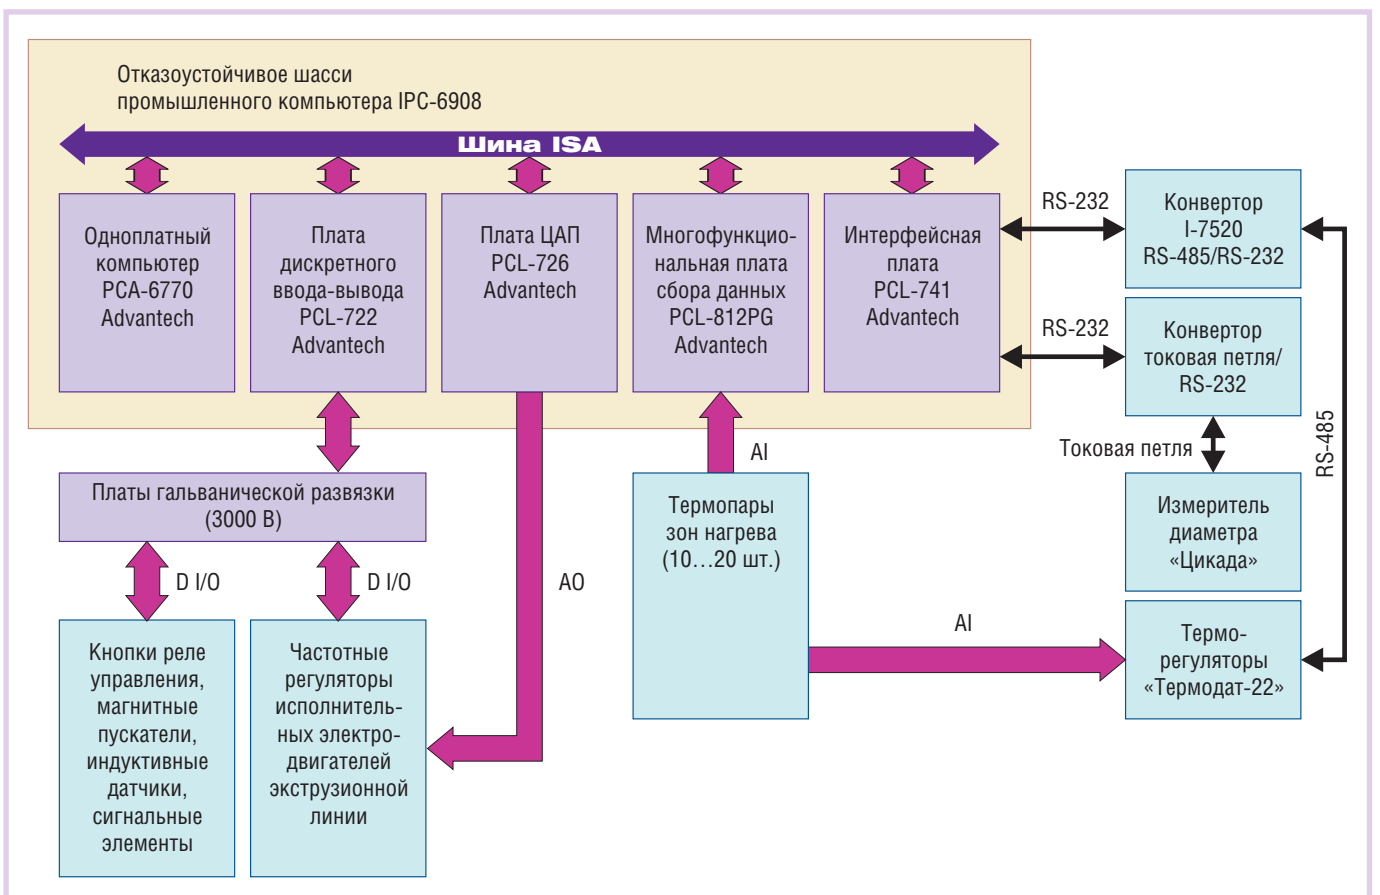 Отказоустойчивое шасси
промышленного компьютера IPC-6908
Шина ISA
Одноплатный
компьютер
PCA-6770
Advantech
Плата
дискретного
ввода-вывода
PCL-722
Advantech
Плата ЦАП
PCL-726
Advantech
Многофункцио-
нальная плата
сбора данных
PCL-812PG
Advantech
Интерфейсная
плата
PCL-741
Advantech
RS-232
Конвертор
I-7520
RS-485/RS-232
RS-232
Конвертор
токовая петля/
RS-232
RS-485
Токовая петля
AI
Платы гальванической развязки
(3000 В)
Термопары
зон нагрева
(10...20 шт.)
Измеритель
диаметра
«Цикада»
D I/O
D I/O
AO
AI
Кнопки реле
управления,
магнитные
пускатели,
индуктивные
датчики,
сигнальные
элементы
Частотные
регуляторы
исполнитель-
ных электро-
двигателей
экструзионной
линии
Термо-
регуляторы
«Термодат-22»